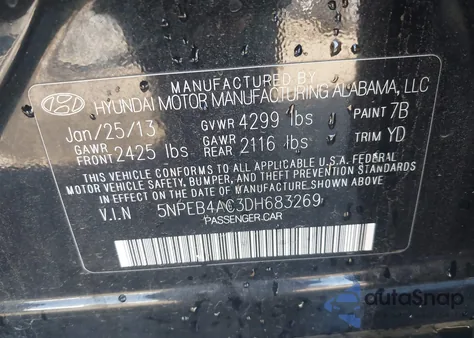 MANUFACTURED BY
HYUNDAI MOTOR MANUFACTURING ALABAMA, LLC
Jan/25/13 GVWR 4299 lbs PAINT 7B
GAWR FRONT 2425 lbs GAWR REAR 2116 lbs TRIM YD
THIS VEHICLE CONFORMS TO ALL APPLICABLE U.S.A. FEDERAL
MOTOR VEHICLE SAFETY, BUMPER, AND THEFT PREVENTION STANDARDS
IN EFFECT ON THE DATE OF MANUFACTURE SHOWN ABOVE.
V.I.N 5NPEB4AC3DH683269
PASSENGER CAR
autoSnap